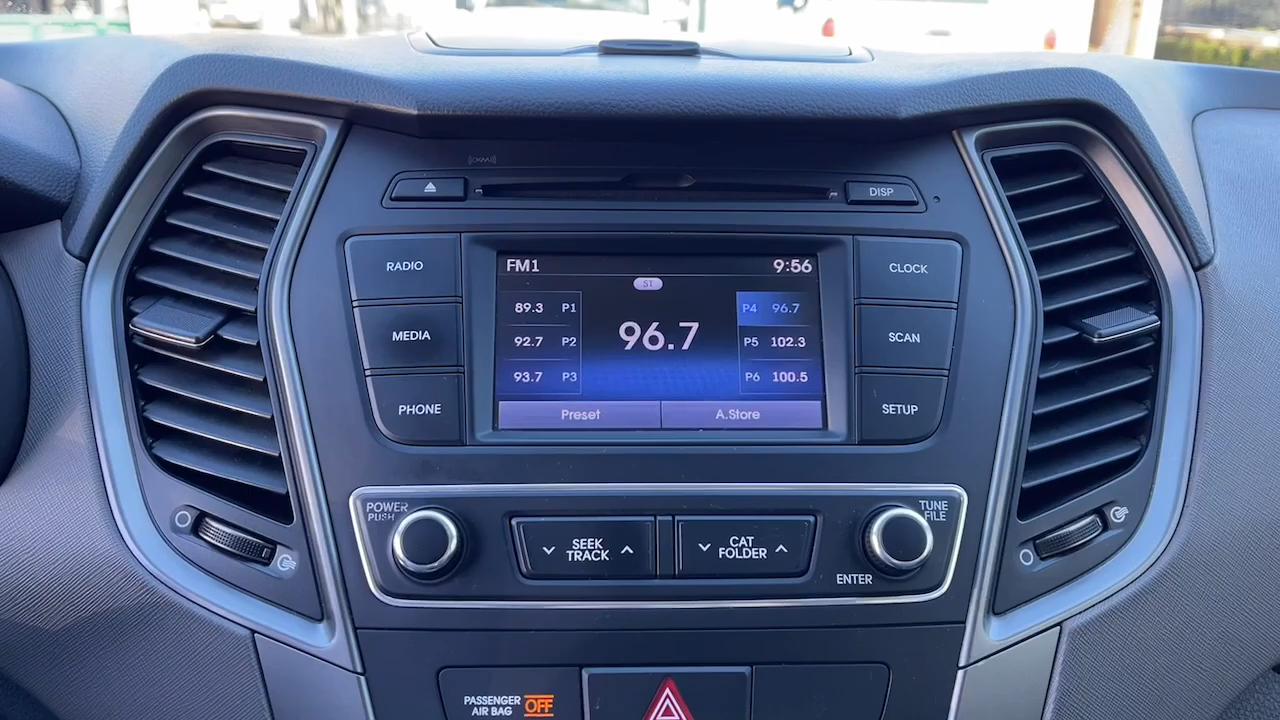 ((XM))
DISP
RADIO
MEDIA
PHONE
FM1
9:56
ST
89.3 P1
92.7 P2
93.7 P3
96.7
P4 96.7
P5 102.3
P6 100.5
Preset
A.Store
CLOCK
SCAN
SETUP
POWER
PUSH
SEEK
TRACK
CAT
FOLDER
TUNE
FILE
ENTER
PASSENGER
AIR BAG
OFF